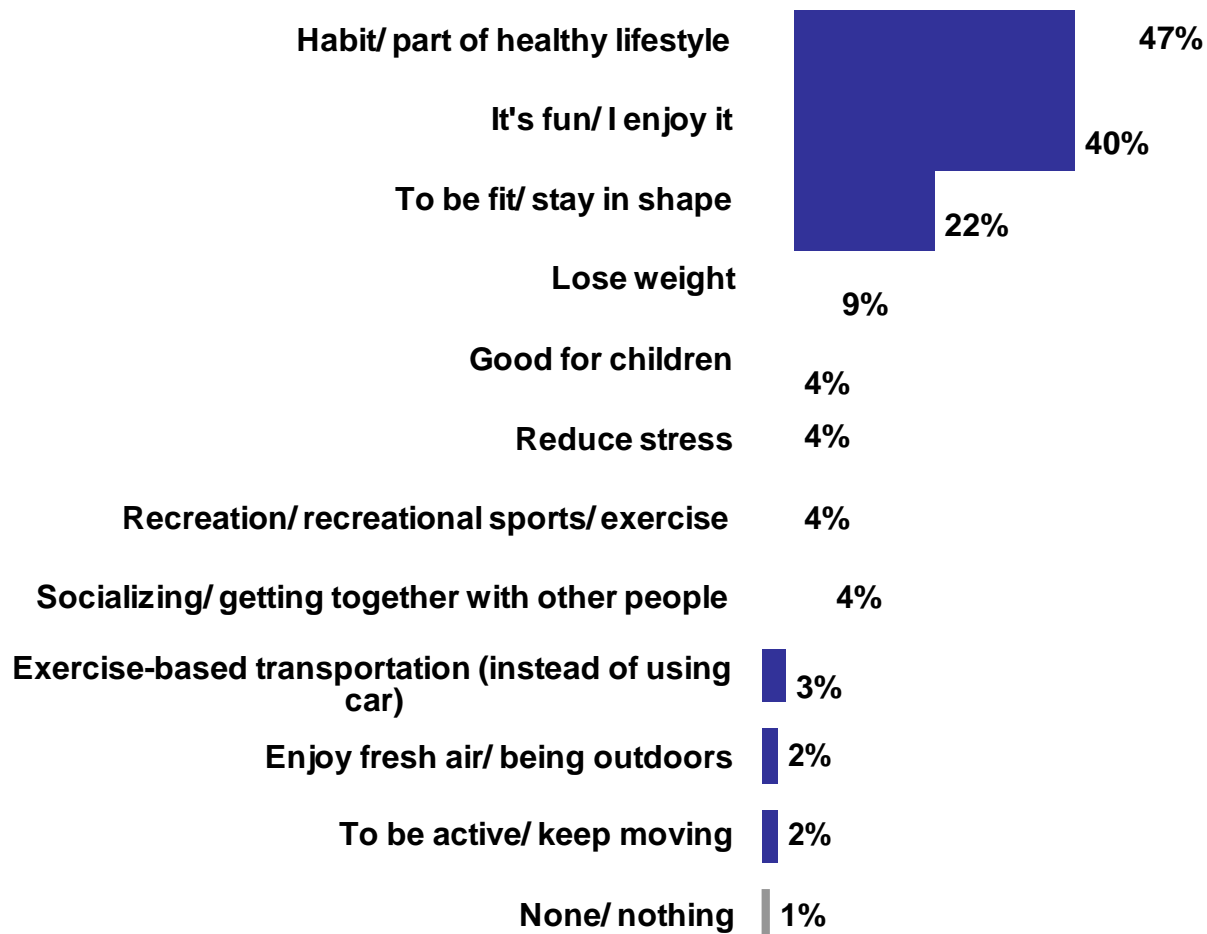 Habit/ part of healthy lifestyle 47%
It's fun/ I enjoy it 40%
To be fit/ stay in shape 22%
Lose weight 9%
Good for children 4%
Reduce stress 4%
Recreation/ recreational sports/ exercise 4%
Socializing/ getting together with other people 4%
Exercise-based transportation (instead of using
car) 3%
Enjoy fresh air/ being outdoors 2%
To be active/ keep moving 2%
None/ nothing 1%